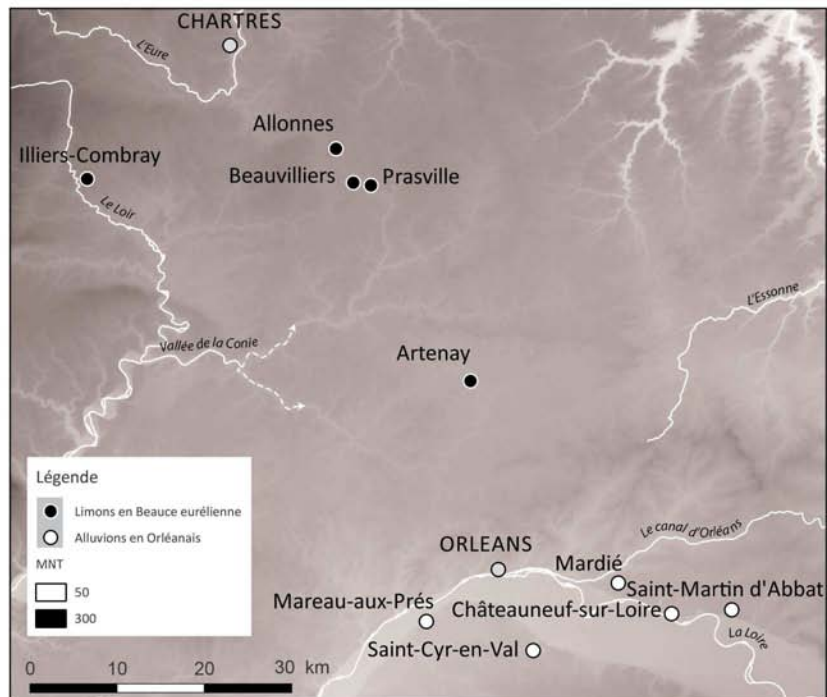 CHARTRES
L'Eure
Allonnes
Illiers-Combray
Beauvilliers
Prasville
Le Loir
L'Essonne
Vallée de la Conie
Artenay
Légende
Limons en Beauce eurélienne
Alluvions en Orléanais
MNT
50
300
Le canal d'Orléans
ORLEANS
Mardié
Saint-Martin d'Abbat
Mareau-aux-Prés
Châteauneuf-sur-Loire
La Loire
Saint-Cyr-en-Val
0 10 20 30 km